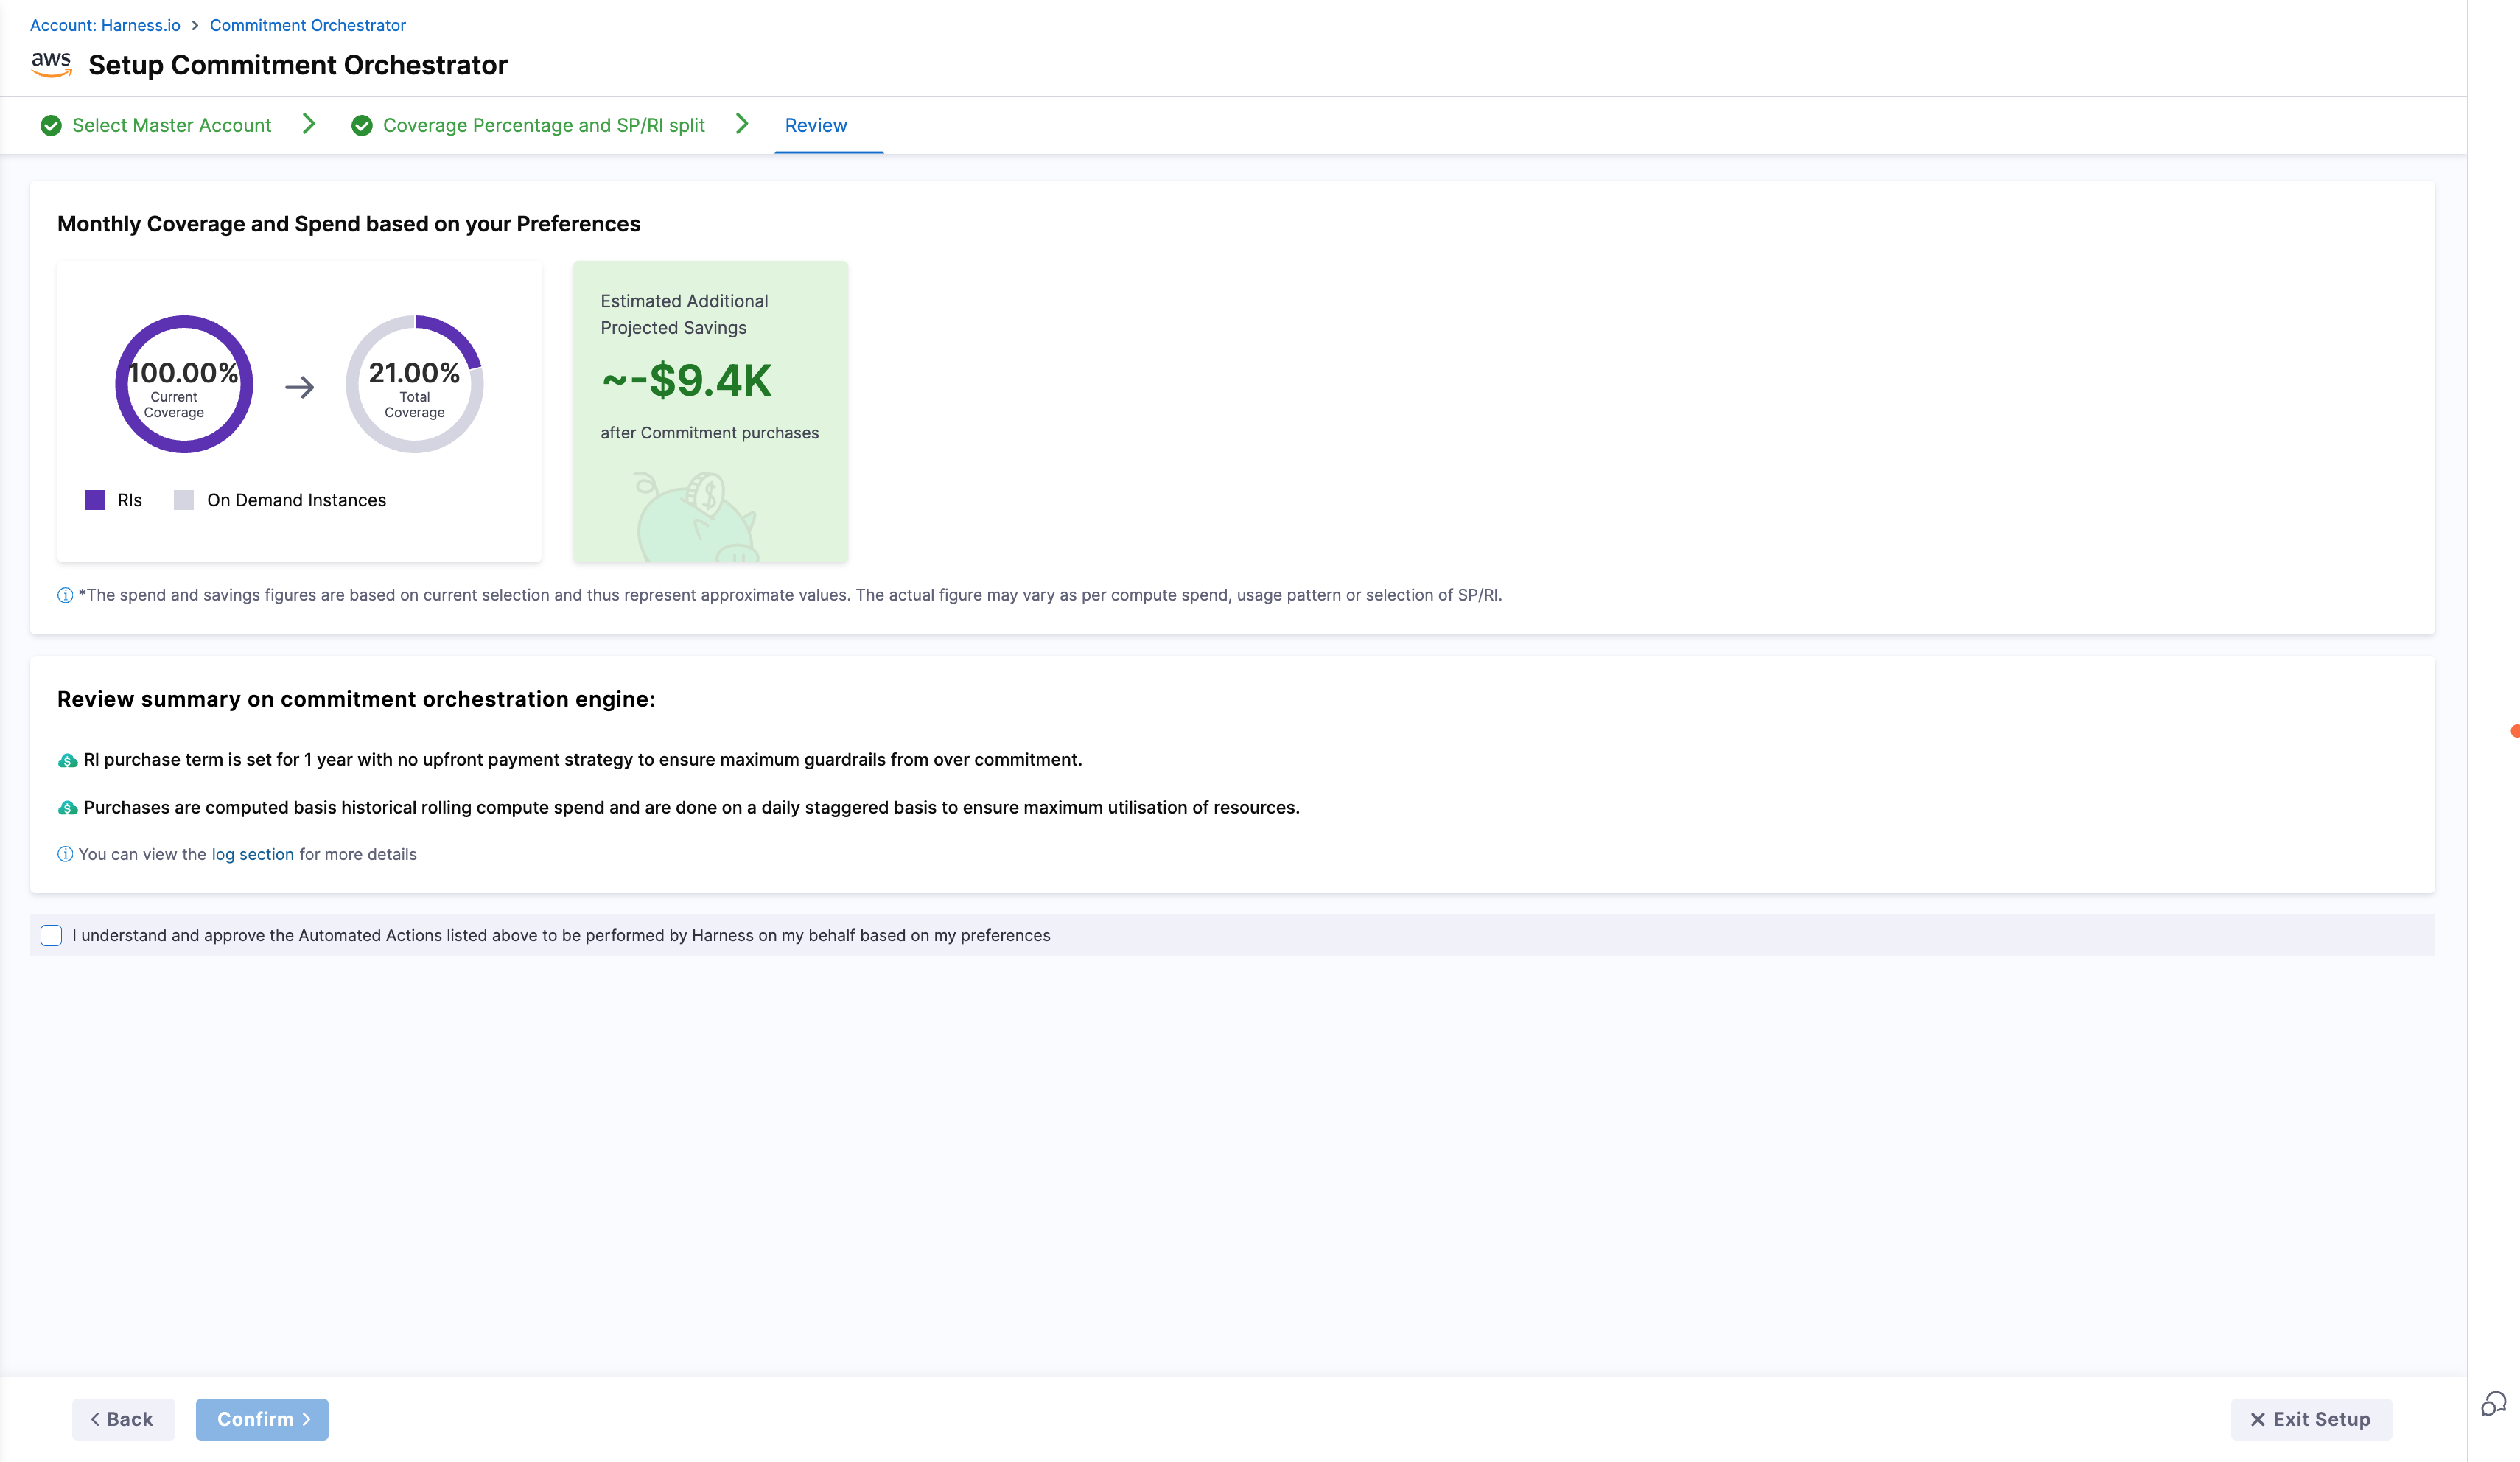 Account: Harness.io > Commitment Orchestrator
aws Setup Commitment Orchestrator
Select Master Account
Coverage Percentage and SP/RI split
Review
Monthly Coverage and Spend based on your Preferences
100.00%
Current
Coverage
21.00%
Total
Coverage
RIs
On Demand Instances
Estimated Additional
Projected Savings
~-$9.4K
after Commitment purchases
*The spend and savings figures are based on current selection and thus represent approximate values. The actual figure may vary as per compute spend, usage pattern or selection of SP/RI.
Review summary on commitment orchestration engine:
RI purchase term is set for 1 year with no upfront payment strategy to ensure maximum guardrails from over commitment.
Purchases are computed basis historical rolling compute spend and are done on a daily staggered basis to ensure maximum utilisation of resources.
You can view the log section for more details
I understand and approve the Automated Actions listed above to be performed by Harness on my behalf based on my preferences
Back
Confirm
Exit Setup